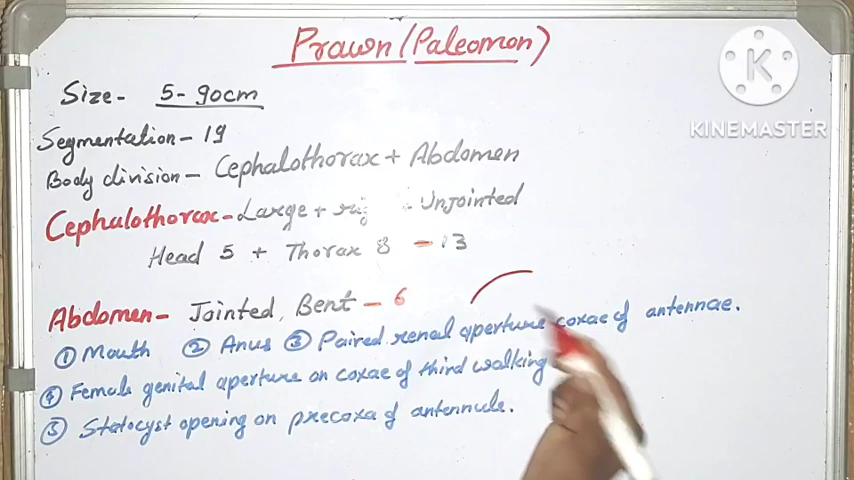 Prawn (Paleomon)
KINEMASTER
Size- 5-90cm
Segmentation - 19
Body division - Cephalothorax + Abdomen
Cephalothorax - Large + Unjointed
Head 5 + Thorax 8 - 13
Abdomen - Jointed, Bent - 6
① Mouth ② Anus ③ Paired renal aperture coxae of antennae.
④ Female genital aperture on coxae of third walking
⑤ Statocyst opening on precoxa of antennule.